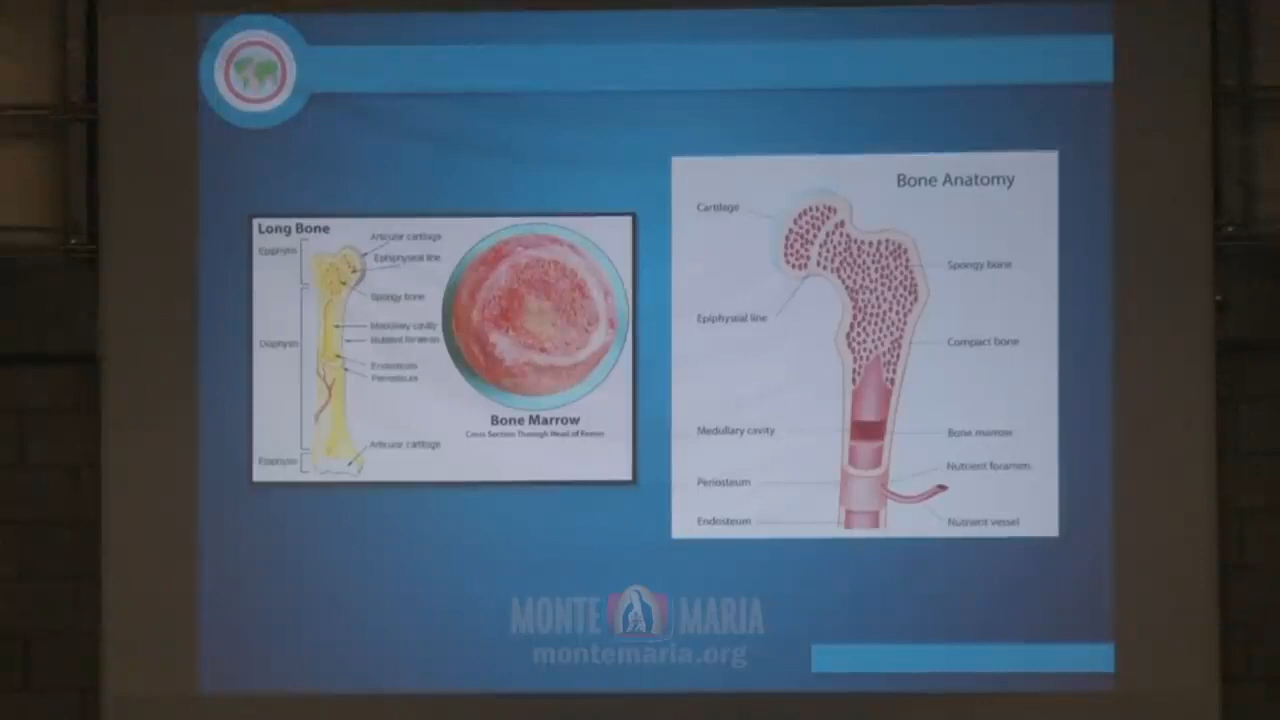 Long Bone
Articular cartilage
Epiphysis
Epiphyseal line
Spongy bone
Medullary cavity
Nutrient foramen
Diaphysis
Endosteum
Periosteum
Articular cartilage
Epiphysis
Bone Marrow
Cross Section Through Head of Femur
Bone Anatomy
Cartilage
Spongy bone
Epiphyseal line
Compact bone
Medullary cavity
Bone marrow
Nutrient foramen
Periosteum
Endosteum
Nutrient vessel
MONTE MARIA
montemaria.org